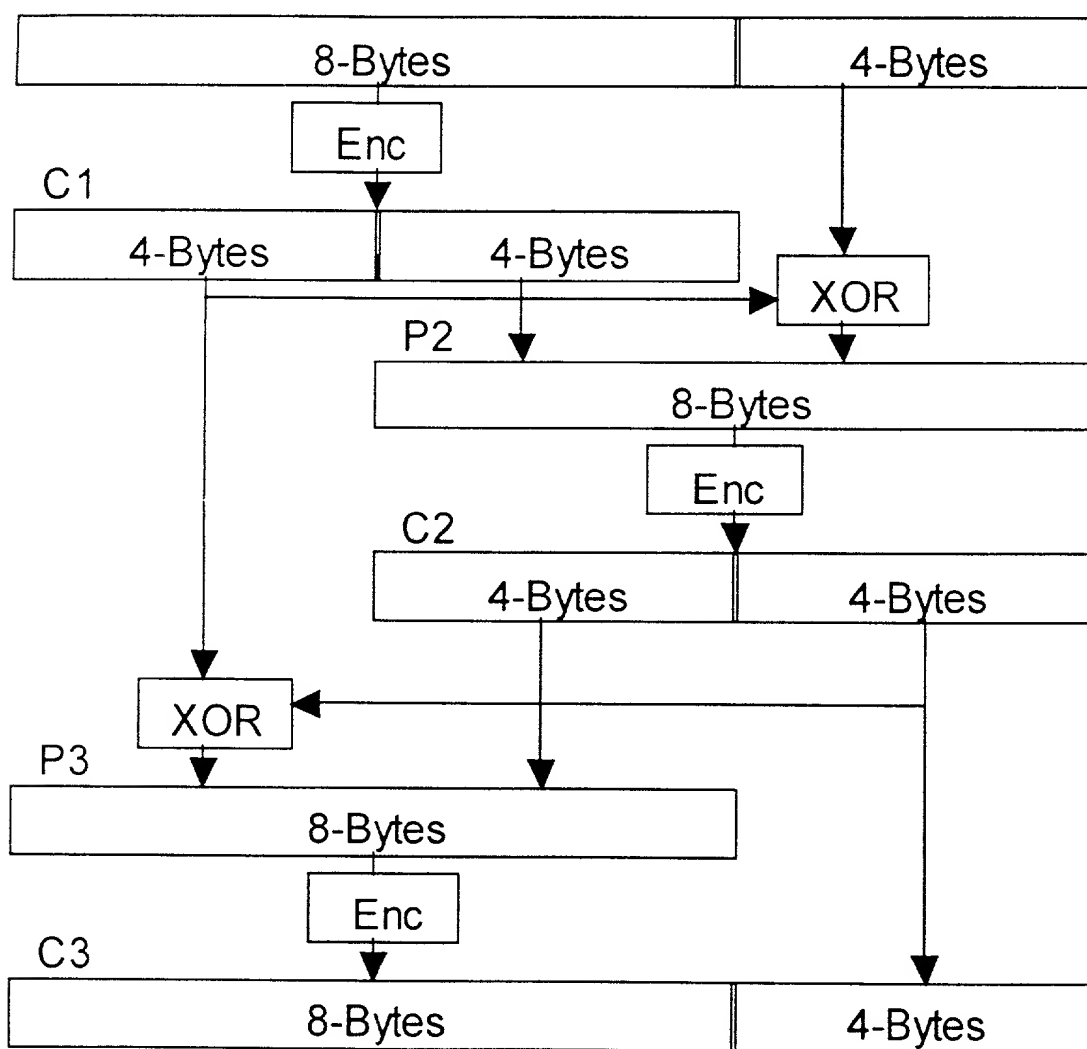 8-Bytes 4-Bytes
Enc
C1
4-Bytes 4-Bytes
XOR
P2
8-Bytes
Enc
C2
4-Bytes 4-Bytes
XOR
P3
8-Bytes
Enc
C3
8-Bytes 4-Bytes